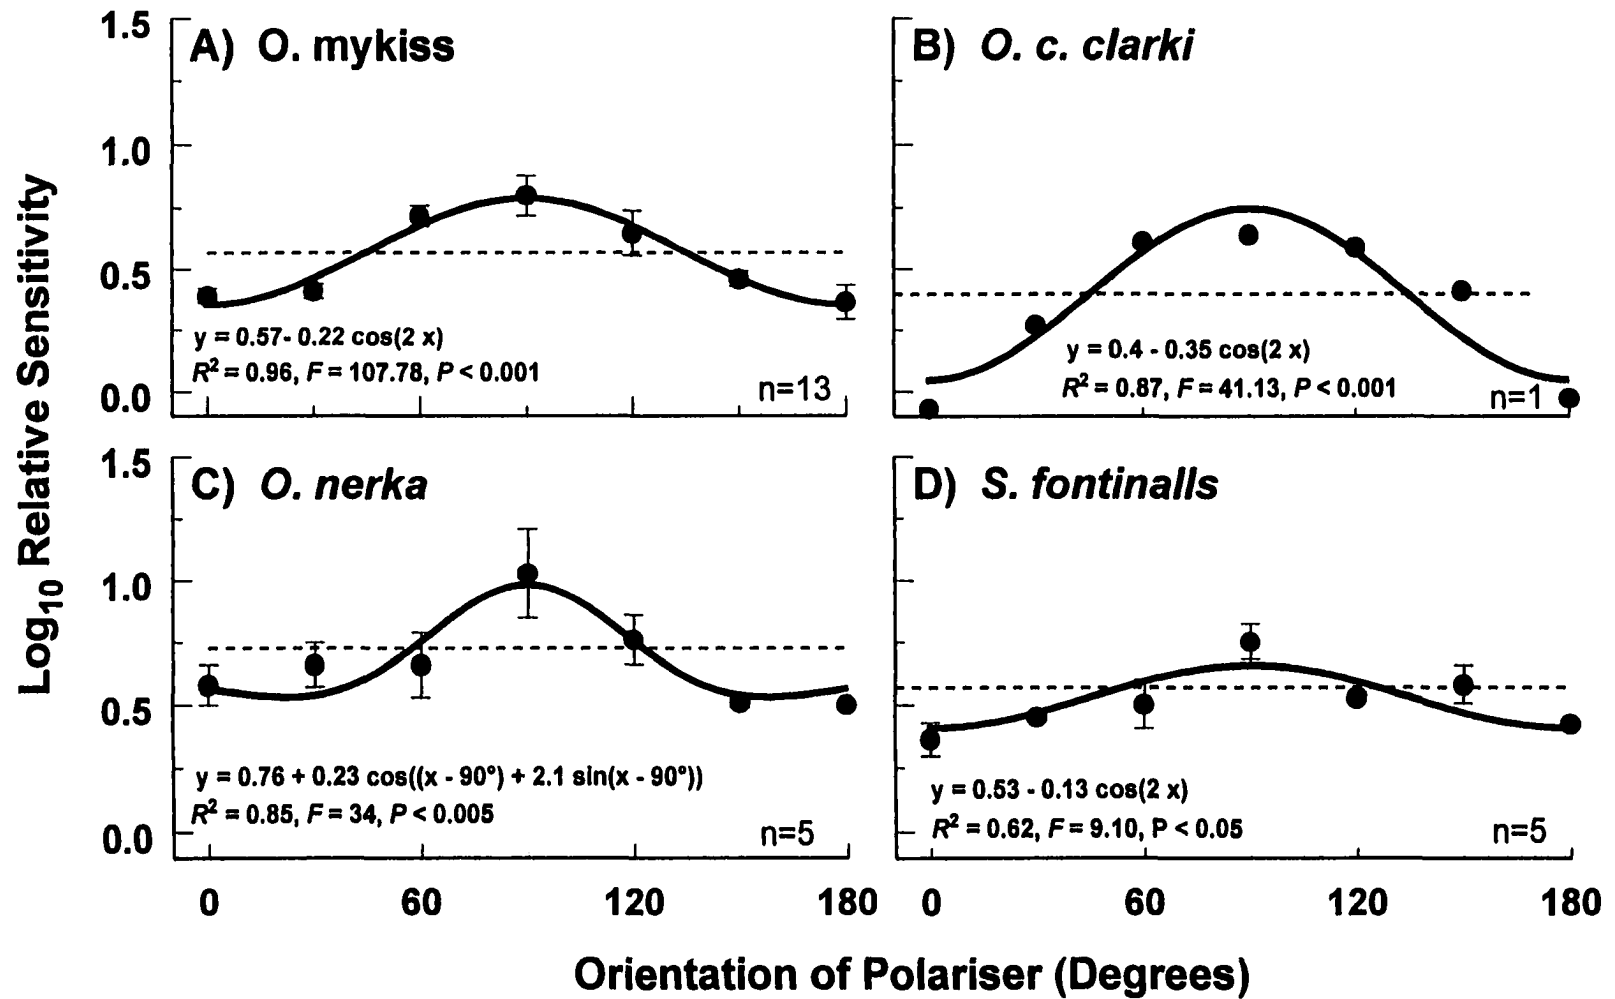 Log10 Relative Sensitivity
1.5
1.0
0.5
0.0
A) O. mykiss
y = 0.57- 0.22 cos(2 x)
R² = 0.96, F = 107.78, P < 0.001
n=13
B) O. c. clarki
y = 0.4 - 0.35 cos(2 x)
R² = 0.87, F = 41.13, P < 0.001
n=1
1.5
1.0
0.5
0.0
C) O. nerka
y = 0.76 + 0.23 cos((x - 90°) + 2.1 sin(x - 90°))
R² = 0.85, F = 34, P < 0.005
n=5
D) S. fontinalls
y = 0.53 - 0.13 cos(2 x)
R² = 0.62, F = 9.10, P < 0.05
n=5
0 60 120 180 0 60 120 180
Orientation of Polariser (Degrees)